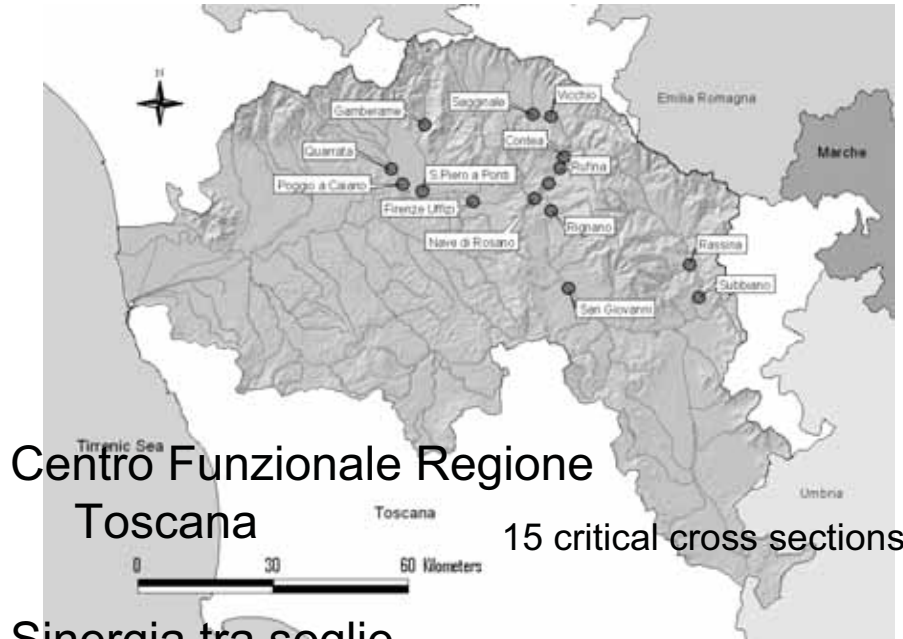 N
Sagginale
Vicchio
Emilia Romagna
Gamberame
Contea
Marche
Quarrata
Rufina
S.Piero a Ponti
Poggio a Caiano
Firenze Uffizi
Rignano
Nave di Rosano
Rassina
Subbiano
San Giovanni
Tirrenic Sea
Centro Funzionale Regione
Toscana
Umbria
Toscana
15 critical cross sections
0 30 60 Kilometers
Sinergia tra soglie